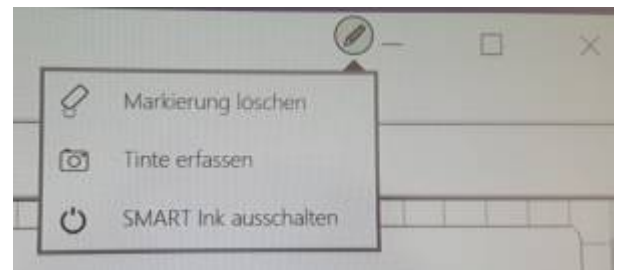 Markierung löschen
Tinte erfassen
SMART Ink ausschalten